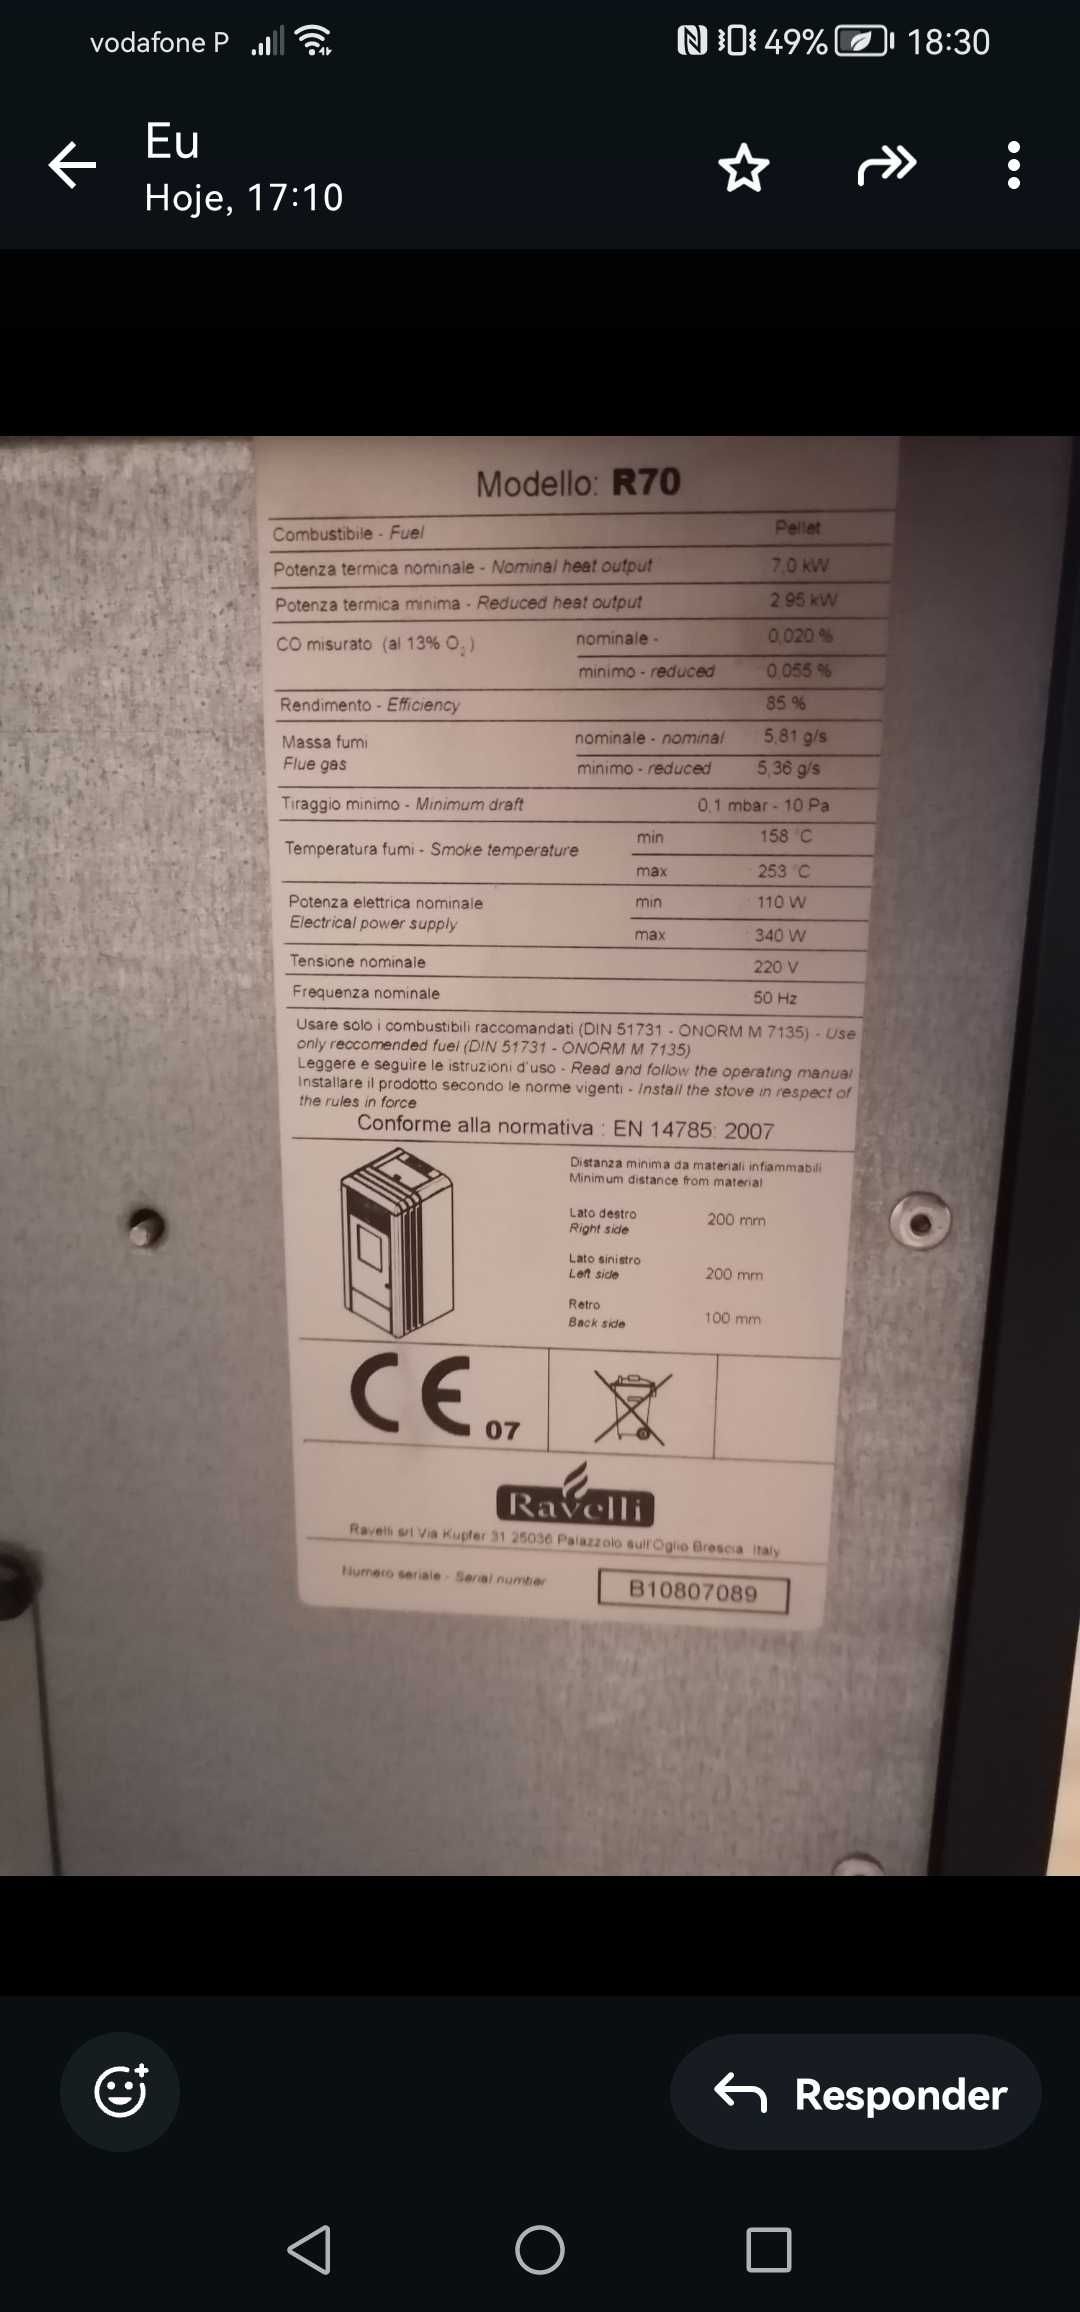 vodafone P 49% 18:30
Eu
Hoje, 17:10
Modello: R70
Combustibile - Fuel Pellet
Potenza termica nominale - Nominal heat output 7,0 kW
Potenza termica minima - Reduced heat output 2.95 kW
CO misurato (al 13% O2) nominale - 0,020 %
minimo - reduced 0,055 %
Rendimento - Efficiency 85 %
Massa fumi nominale - nominal 5,81 g/s
Flue gas minimo - reduced 5,36 g/s
Tiraggio minimo - Minimum draft 0,1 mbar - 10 Pa
Temperatura fumi - Smoke temperature min 158 °C
max 253 °C
Potenza elettrica nominale min 110 W
Electrical power supply max 340 W
Tensione nominale 220 V
Frequenza nominale 50 Hz
Usare solo i combustibili raccomandati (DIN 51731 - ONORM M 7135) - Use
only reccomended fuel (DIN 51731 - ONORM M 7135)
Leggere e seguire le istruzioni d'uso - Read and follow the operating manual
Installare il prodotto secondo le norme vigenti - Install the stove in respect of
the rules in force
Conforme alla normativa : EN 14785: 2007
Distanza minima da materiali infiammabili
Minimum distance from material
Lato destro 200 mm
Right side
Lato sinistro
Left side 200 mm
Retro 100 mm
Back side
CE 07
Ravelli
Ravelli srl Via Kupfer 31 25036 Palazzolo sull'Oglio Brescia Italy
Numero seriale - Serial number B10807089
Responder